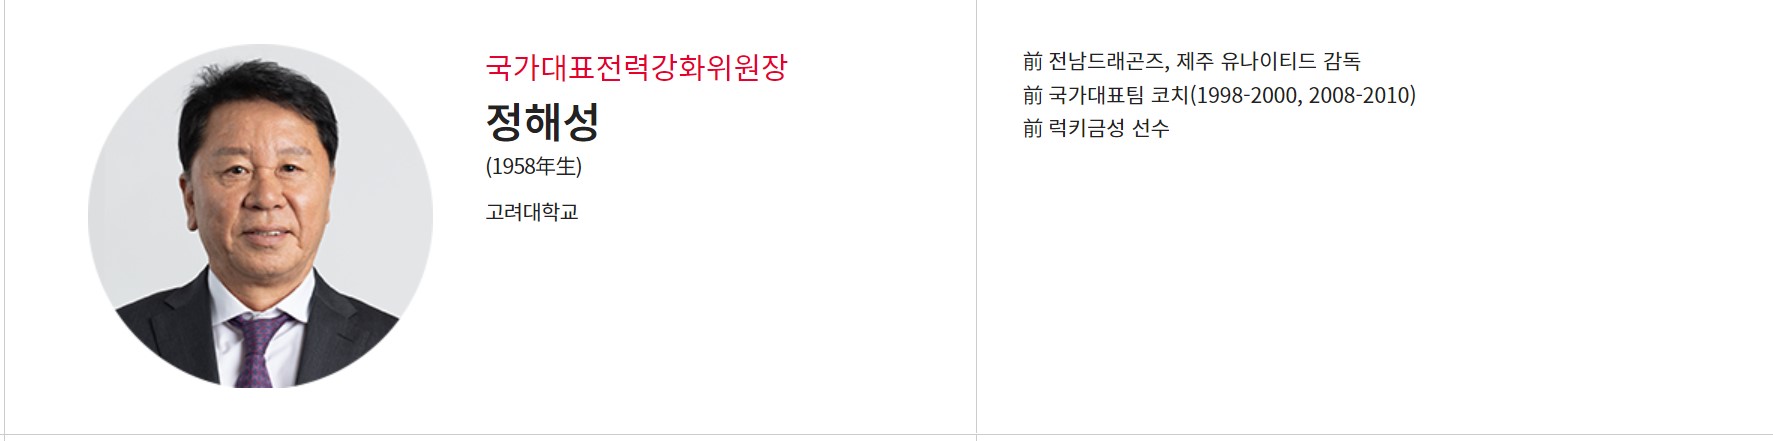 국가대표전력강화위원장
정해성
(1958年生)
고려대학교
前 전남드래곤즈, 제주 유나이티드 감독
前 국가대표팀 코치(1998-2000, 2008-2010)
前 럭키금성 선수